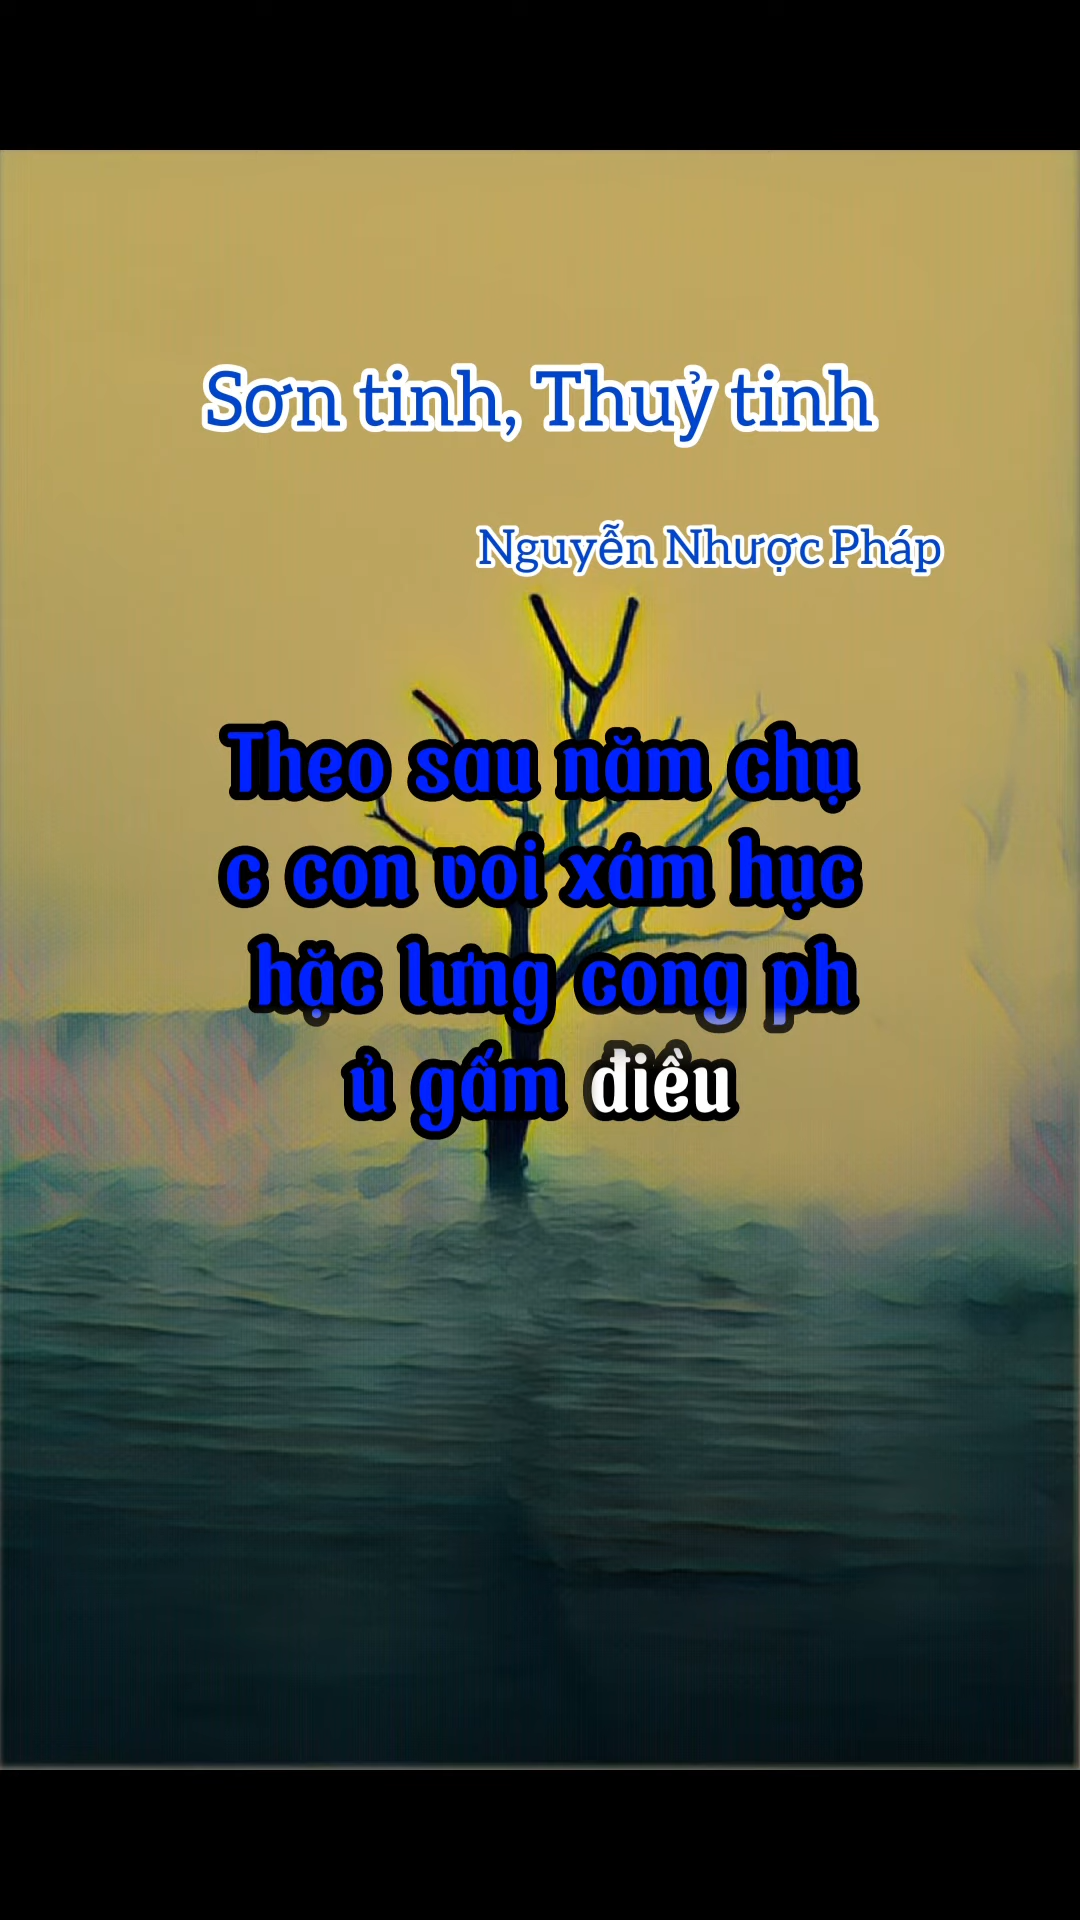 Sơn tinh, Thuỷ tinh
Nguyễn Nhược Pháp
Theo sau năm chụ
c con voi xám hục
hặc lưng cong ph
ủ gấm điều